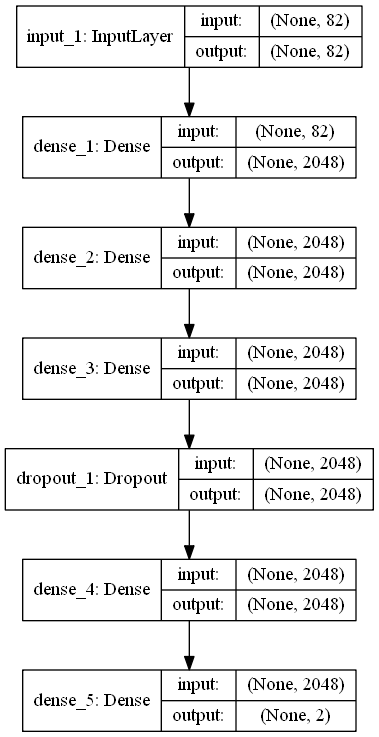 input_1: InputLayer
input: (None, 82)
output: (None, 82)
dense_1: Dense
input: (None, 82)
output: (None, 2048)
dense_2: Dense
input: (None, 2048)
output: (None, 2048)
dense_3: Dense
input: (None, 2048)
output: (None, 2048)
dropout_1: Dropout
input: (None, 2048)
output: (None, 2048)
dense_4: Dense
input: (None, 2048)
output: (None, 2048)
dense_5: Dense
input: (None, 2048)
output: (None, 2)